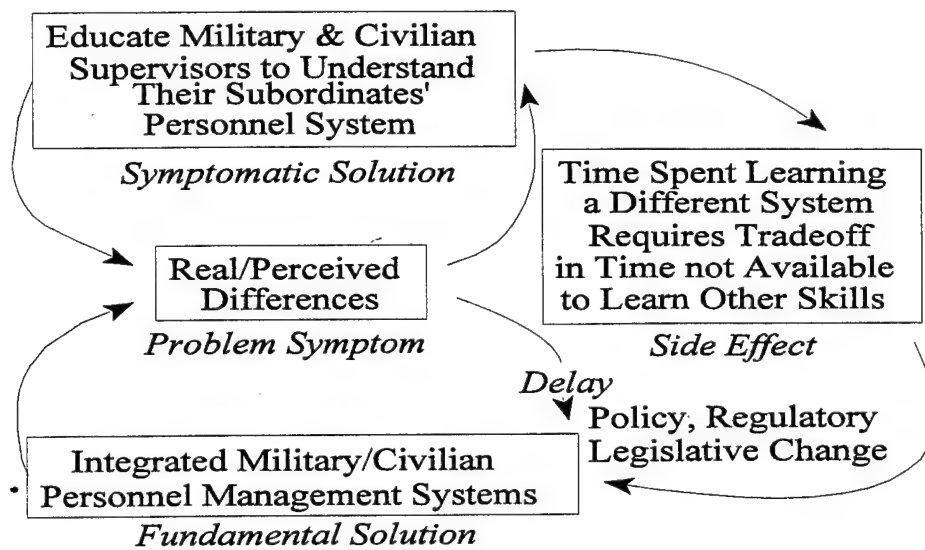 Educate Military & Civilian
Supervisors to Understand
Their Subordinates'
Personnel System
Symptomatic Solution
Time Spent Learning
a Different System
Requires Tradeoff
in Time not Available
to Learn Other Skills
Side Effect
Real/Perceived
Differences
Problem Symptom
Delay
Policy, Regulatory
Legislative Change
Integrated Military/Civilian
Personnel Management Systems
Fundamental Solution